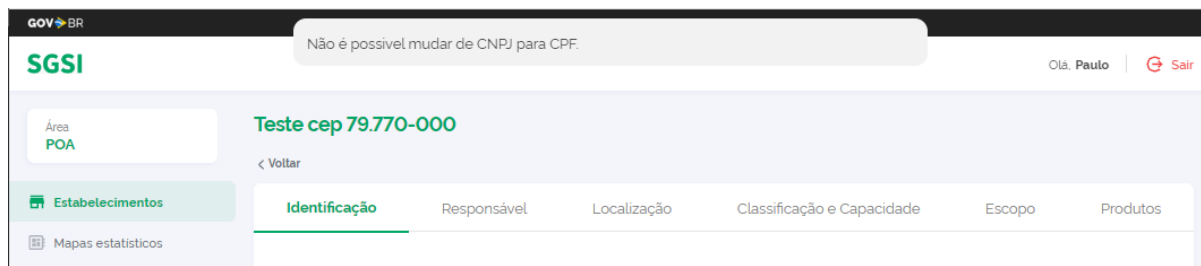 GOV BR
Não é possivel mudar de CNPJ para CPF.
SGSI
Olá, Paulo
Sair
Área
POA
Teste cep 79.770-000
Voltar
Estabelecimentos
Mapas estatísticos
Identificação Responsável Localização Classificação e Capacidade Escopo Produtos